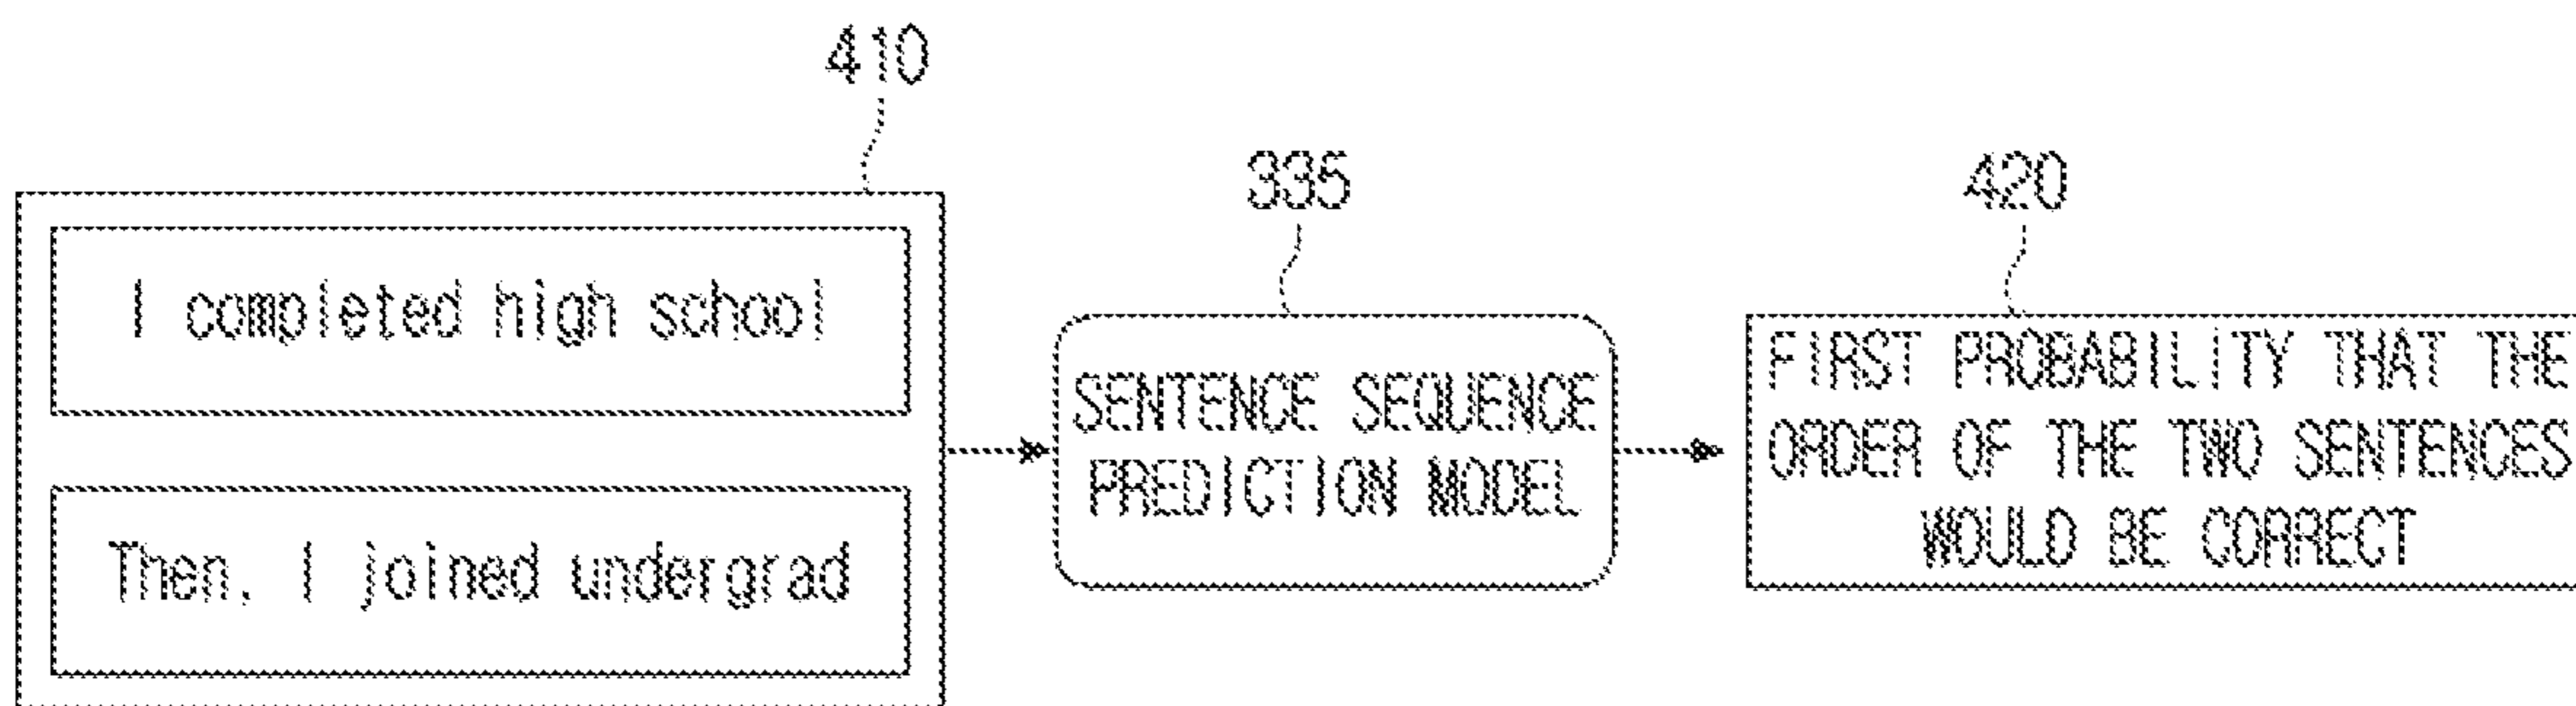 410
I completed high school
Then, I joined undergrad
335
SENTENCE SEQUENCE
PREDICTION MODEL
420
FIRST PROBABILITY THAT THE
ORDER OF THE TWO SENTENCES
WOULD BE CORRECT